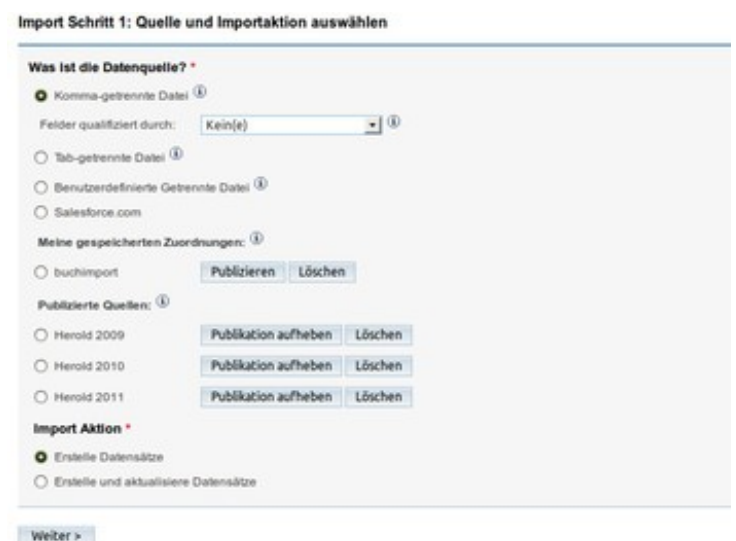 Import Schritt 1: Quelle und Importaktion auswählen
Was ist die Datenquelle? *
Komma-getrennte Datei
Felder qualifiziert durch: Kein(e)
Tab-getrennte Datei
Benutzerdefinierte Getrennte Datei
Salesforce.com
Meine gespeicherten Zuordnungen:
buchimport Publizieren Löschen
Publizierte Quellen:
Herold 2009 Publikation aufheben Löschen
Herold 2010 Publikation aufheben Löschen
Herold 2011 Publikation aufheben Löschen
Import Aktion *
Erstelle Datensätze
Erstelle und aktualisiere Datensätze
Weiter >